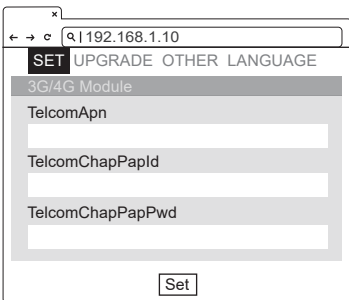 192.168.1.10
SET UPGRADE OTHER LANGUAGE
3G/4G Module
TelcomApn
TelcomChapPapId
TelcomChapPapPwd
Set